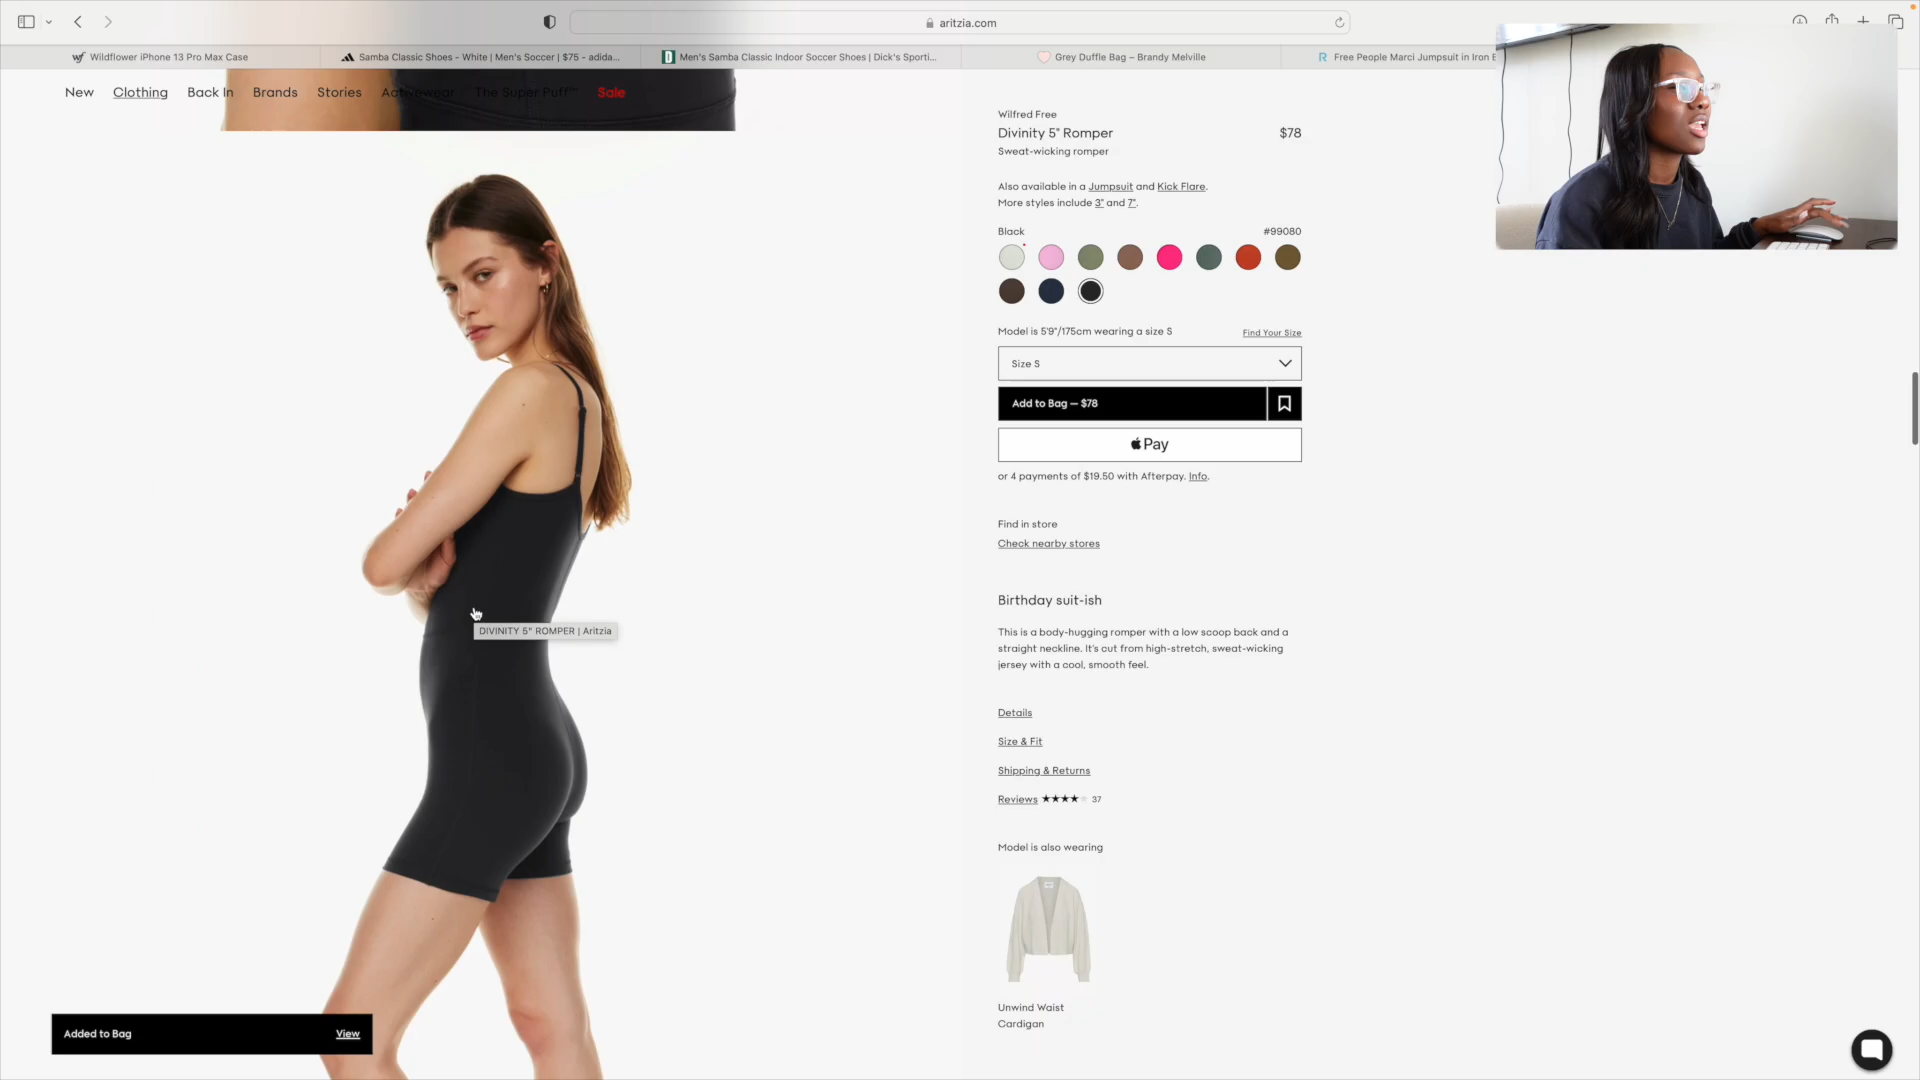 aritzia.com
Wildflower iPhone 13 Pro Max Case
Samba Classic Shoes - White | Men's Soccer | $75 - adida...
Men's Samba Classic Indoor Soccer Shoes | Dick's Sporti...
Grey Duffle Bag – Brandy Melville
Free People Marci Jumpsuit in Iron
New Clothing Back In Brands Stories Activewear The Super Puff™ Sale
Wilfred Free
Divinity 5" Romper $78
Sweat-wicking romper
Also available in a Jumpsuit and Kick Flare.
More styles include 3" and 7".
Black #99080
Model is 5'9"/175cm wearing a size S Find Your Size
Size S
Add to Bag — $78
Pay
or 4 payments of $19.50 with Afterpay. Info.
Find in store
Check nearby stores
Birthday suit-ish
This is a body-hugging romper with a low scoop back and a
straight neckline. It's cut from high-stretch, sweat-wicking
jersey with a cool, smooth feel.
DIVINITY 5" ROMPER | Aritzia
Details
Size & Fit
Shipping & Returns
Reviews ★★★★★ 37
Model is also wearing
Unwind Waist
Cardigan
Added to Bag View